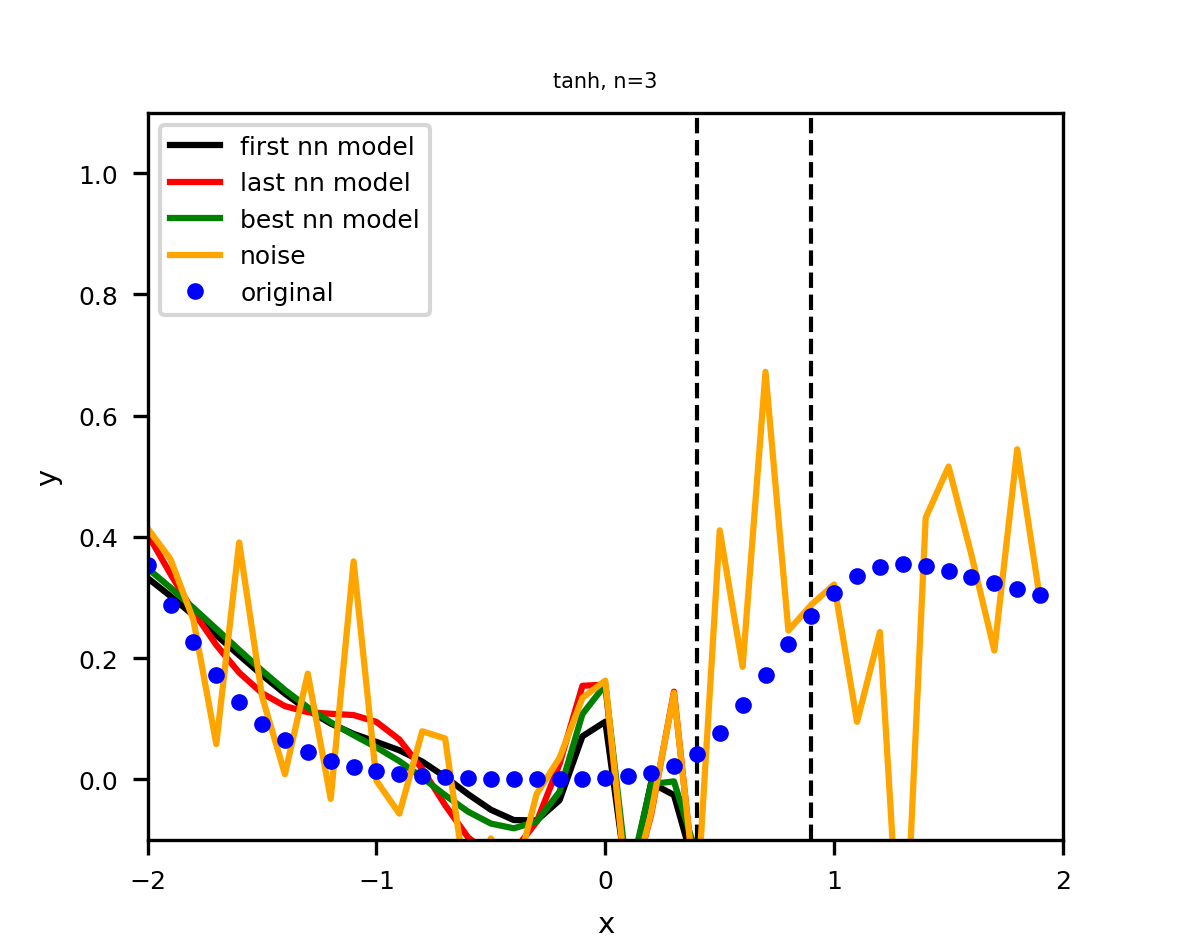 tanh, n=3
first nn model
last nn model
best nn model
noise
original
1.0
0.8
0.6
0.4
0.2
0.0
y
−2
−1
0
1
2
x